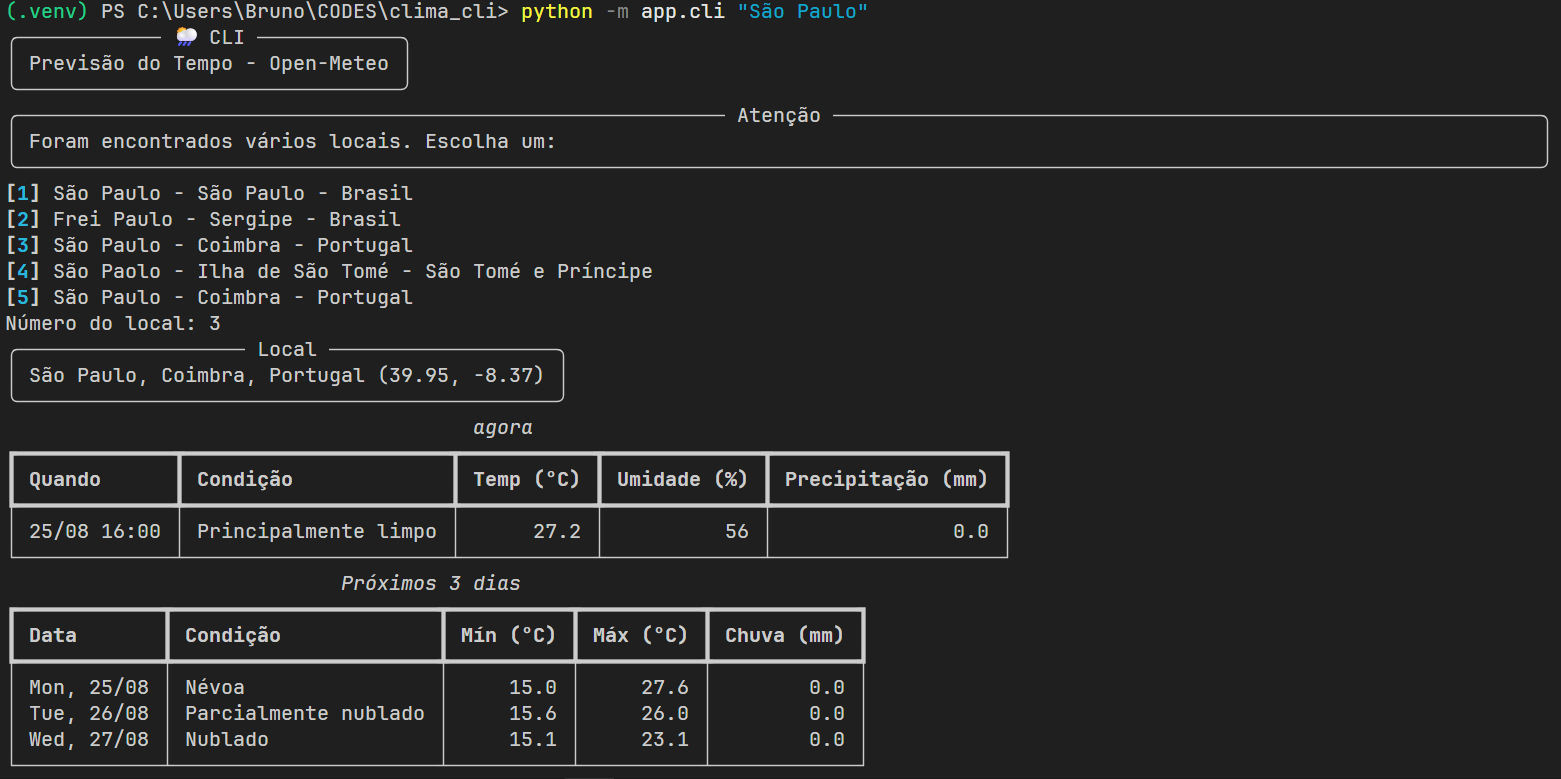 (.venv) PS C:\Users\Bruno\CODES\clima_cli> python -m app.cli "São Paulo"
🌦 CLI
Previsão do Tempo - Open-Meteo
Atenção
Foram encontrados vários locais. Escolha um:
[1] São Paulo - São Paulo - Brasil
[2] Frei Paulo - Sergipe - Brasil
[3] São Paulo - Coimbra - Portugal
[4] São Paolo - Ilha de São Tomé - São Tomé e Príncipe
[5] São Paulo - Coimbra - Portugal
Número do local: 3
Local
São Paulo, Coimbra, Portugal (39.95, -8.37)
agora
Quando Condição Temp (°C) Umidade (%) Precipitação (mm)
25/08 16:00 Principalmente limpo 27.2 56 0.0
Próximos 3 dias
Data Condição Mín (°C) Máx (°C) Chuva (mm)
Mon, 25/08 Névoa 15.0 27.6 0.0
Tue, 26/08 Parcialmente nublado 15.6 26.0 0.0
Wed, 27/08 Nublado 15.1 23.1 0.0